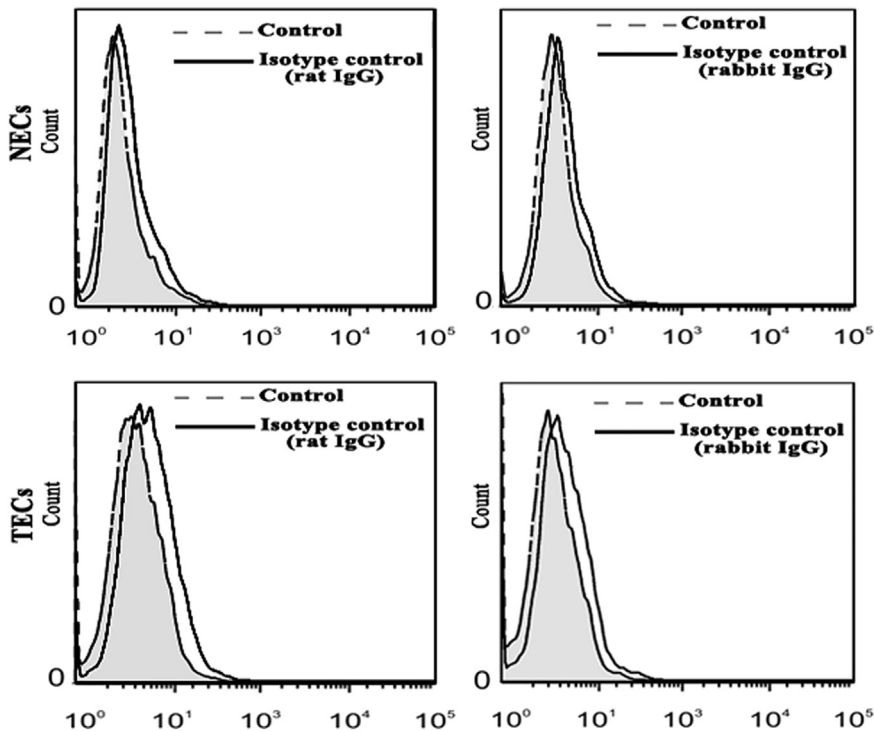 Control
Isotype control
(rat IgG)
NECs
Count
0
10⁰ 10¹ 10³ 10⁴ 10⁵
Control
Isotype control
(rabbit IgG)
Count
0
10⁰ 10¹ 10³ 10⁴ 10⁵
Control
Isotype control
(rat IgG)
TECs
Count
0
10⁰ 10¹ 10³ 10⁴ 10⁵
Control
Isotype control
(rabbit IgG)
Count
0
10⁰ 10¹ 10³ 10⁴ 10⁵